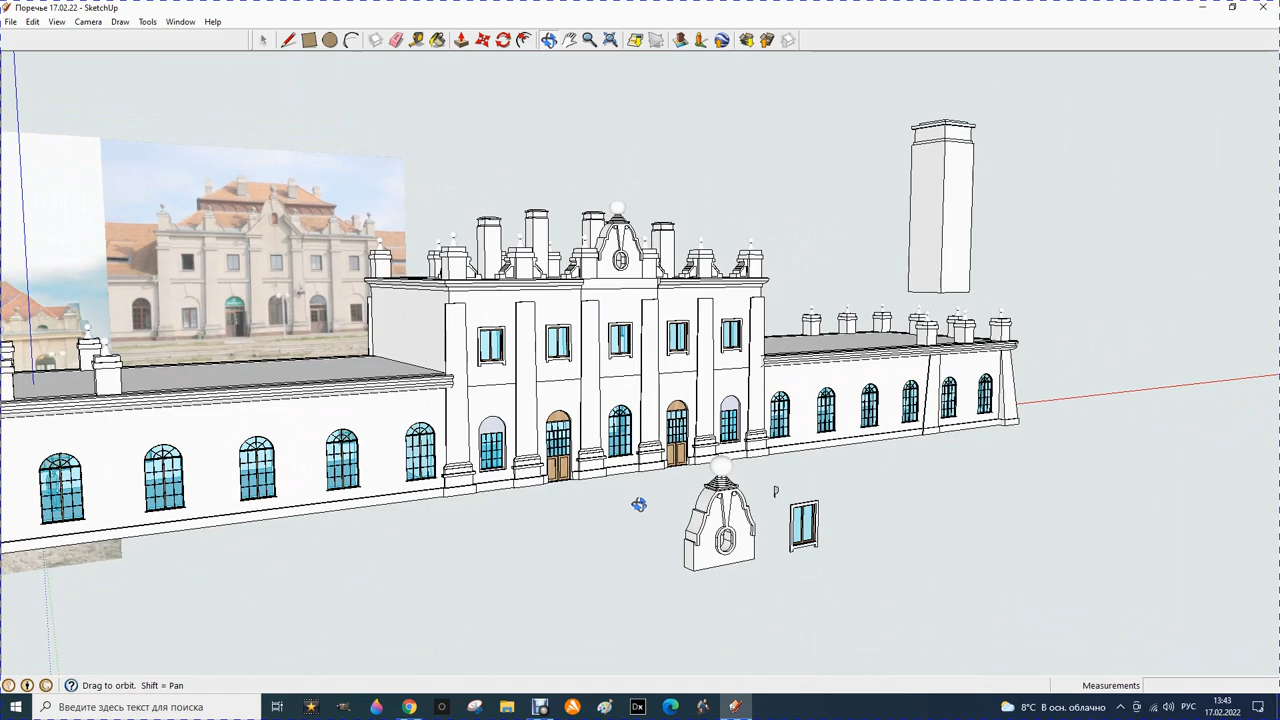 Поречье 17.02.22 - SketchUp
File Edit View Camera Draw Tools Window Help
P
Drag to orbit. Shift = Pan
Measurements
Введите здесь текст для поиска
Dx
8°C В осн. облачно
РУС
13:43
17.02.2022